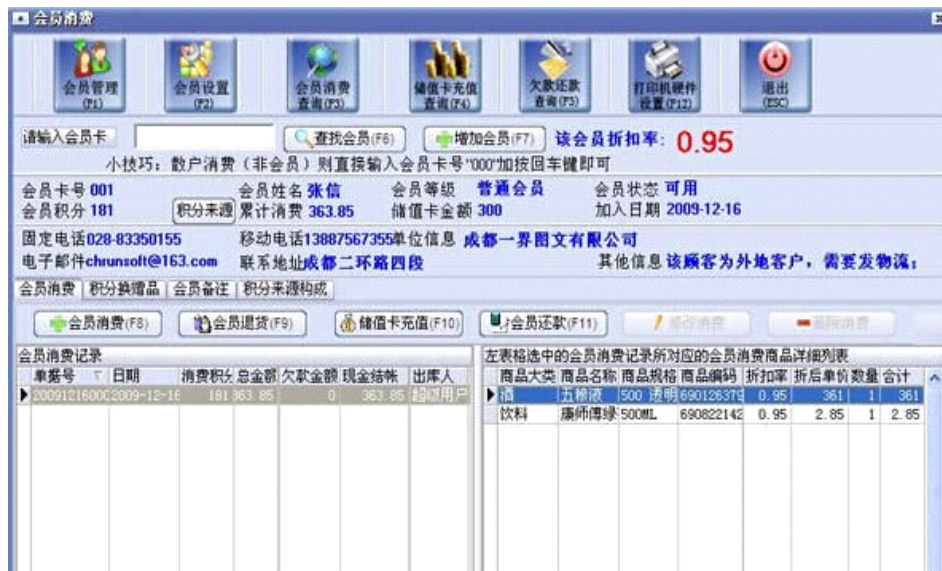 会员消费
会员管理 (F1) 会员设置 (F2) 会员消费查询(F3) 储值卡充值查询(F4) 欠款还款查询(F5) 打印机硬件设置(F12) 退出 (ESC)
请输入会员卡 查找会员(F6) 增加会员(F7) 该会员折扣率: 0.95
小技巧：散户消费（非会员）则直接输入会员卡号"000"加按回车键即可
会员卡号 001 会员姓名 张信 会员等级 普通会员 会员状态 可用
会员积分 181 积分来源 累计消费 363.85 储值卡金额 300 加入日期 2009-12-16
固定电话028-83350155 移动电话13887567355单位信息 成都一界图文有限公司
电子邮件chrunsoft@163.com 联系地址成都二环路四段 其他信息 该顾客为外地客户，需要发物流；
会员消费 积分换赠品 会员备注 积分来源构成
会员消费(F8) 会员退货(F9) 储值卡充值(F10) 会员还款(F11) 修改消费 删除消费
会员消费记录 左表格选中的会员消费记录所对应的会员消费商品详细列表
单据号 日期 消费积分 总金额 欠款金额 现金结帐 出库人 商品大类 商品名称 商品规格 商品编码 折扣率 折后单价 数量 合计
2009121600 2009-12-16 181 363.85 0 363.85 超级用户 酒 五粮液 500 透明 690126379 0.95 361 1 361
饮料 康师傅绿 500ML 690822142 0.95 2.85 1 2.85